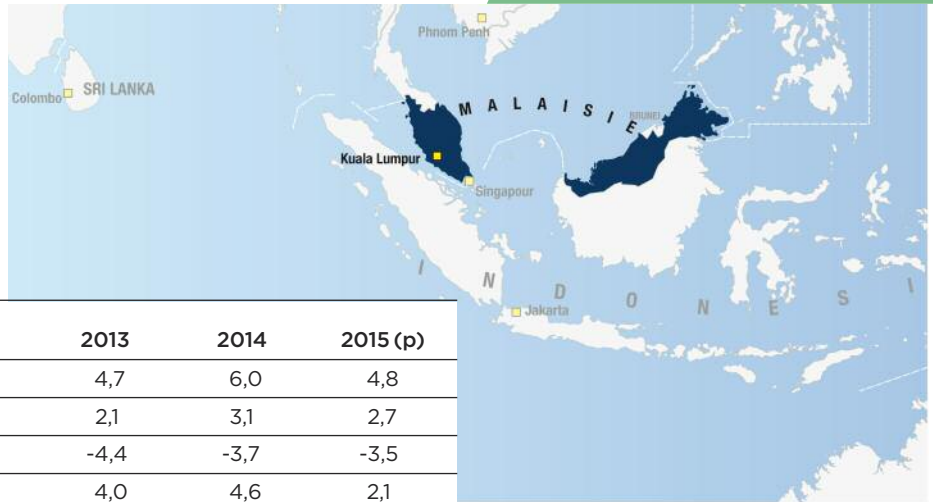 Phnom Penh
SRI LANKA
Colombo
MALAISIE
BRUNEI
Kuala Lumpur
Singapour
INDONESI
Jakarta
2013 2014 2015 (p)
4,7 6,0 4,8
2,1 3,1 2,7
-4,4 -3,7 -3,5
4,0 4,6 2,1